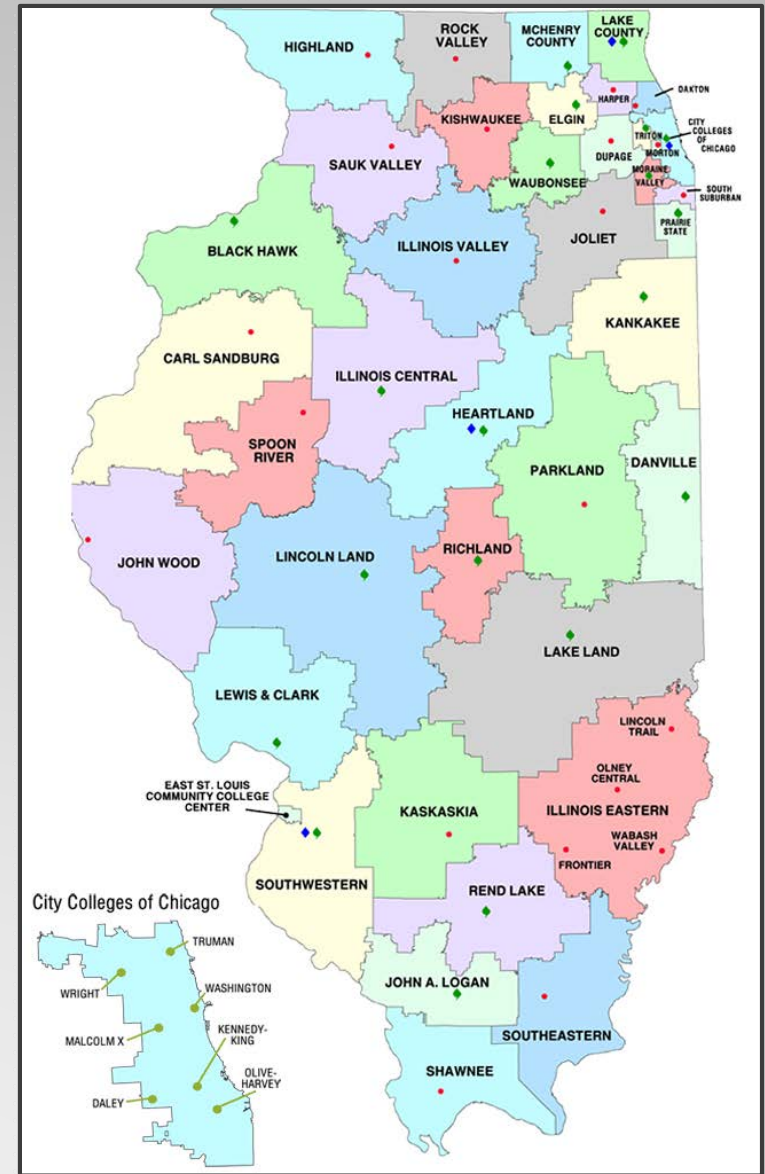 HIGHLAND
ROCK
VALLEY
MCHENRY
COUNTY
LAKE
COUNTY
KISHWAUKEE
ELGIN
HARPER
OAKTON
SAUK VALLEY
WAUBONSEE
DUPAGE
TRITON
MORTON
CITY
COLLEGES
OF
CHICAGO
MORAINE
VALLEY
SOUTH
SUBURBAN
PRAIRIE
STATE
BLACK HAWK
ILLINOIS VALLEY
JOLIET
KANKAKEE
CARL SANDBURG
ILLINOIS CENTRAL
HEARTLAND
SPOON
RIVER
PARKLAND
DANVILLE
JOHN WOOD
LINCOLN LAND
RICHLAND
LAKE LAND
LEWIS & CLARK
LINCOLN
TRAIL
OLNEY
CENTRAL
EAST ST. LOUIS
COMMUNITY COLLEGE
CENTER
KASKASKIA
ILLINOIS EASTERN
WABASH
VALLEY
FRONTIER
SOUTHWESTERN
REND LAKE
JOHN A. LOGAN
SOUTHEASTERN
SHAWNEE
City Colleges of Chicago
TRUMAN
WRIGHT
WASHINGTON
MALCOLM X
KENNEDY-
KING
OLIVE-
HARVEY
DALEY